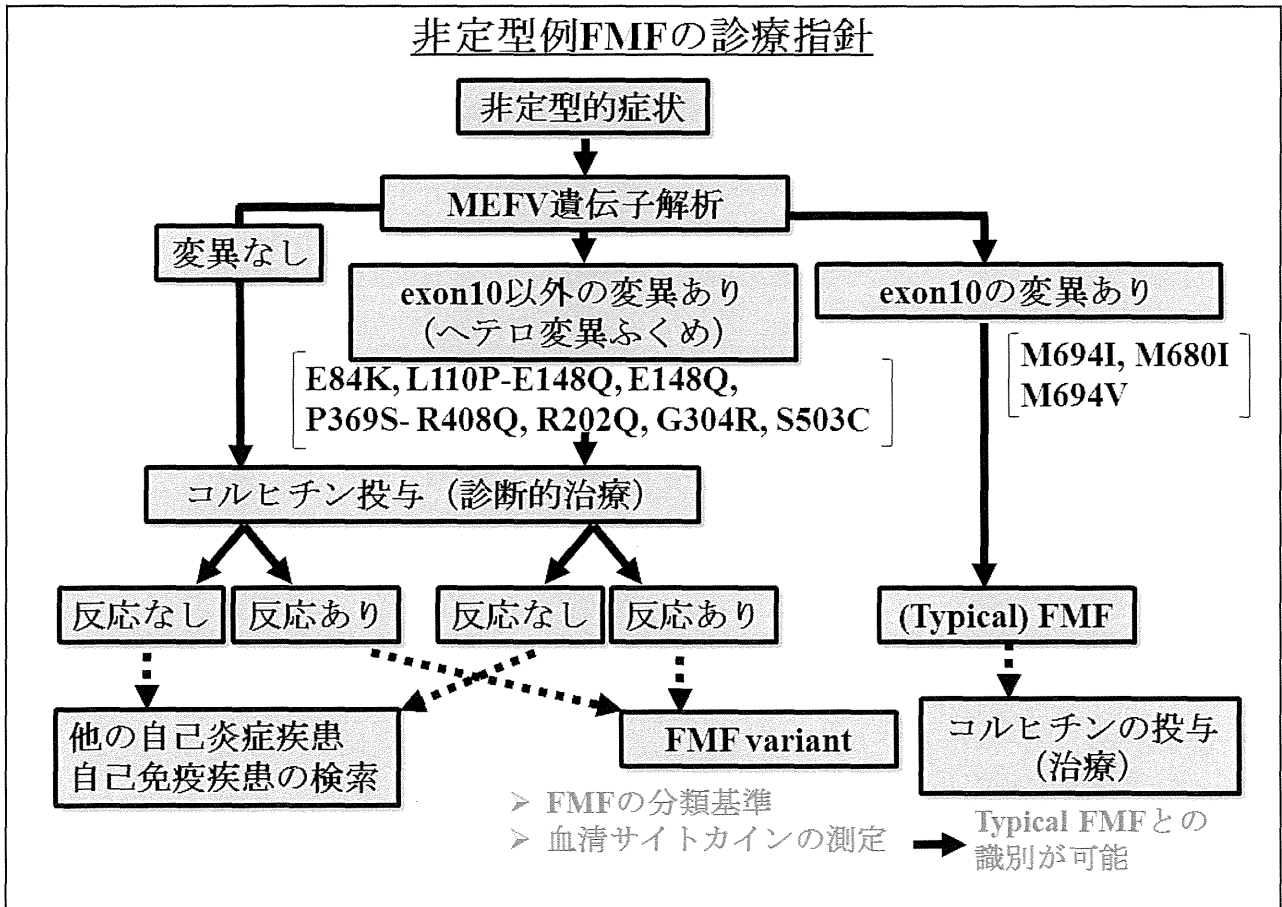 非定型例FMFの診療指針
非定型的症状
MEFV遺伝子解析
変異なし
exon10以外の変異あり
（ヘテロ変異ふくめ）
exon10の変異あり
E84K, L110P-E148Q, E148Q,
P369S- R408Q, R202Q, G304R, S503C
M694I, M680I
M694V
コルヒチン投与（診断的治療）
反応なし
反応あり
反応なし
反応あり
(Typical) FMF
他の自己炎症疾患
自己免疫疾患の検索
FMF variant
コルヒチンの投与
（治療）
➢ FMFの分類基準
➢ 血清サイトカインの測定
Typical FMFとの
識別が可能